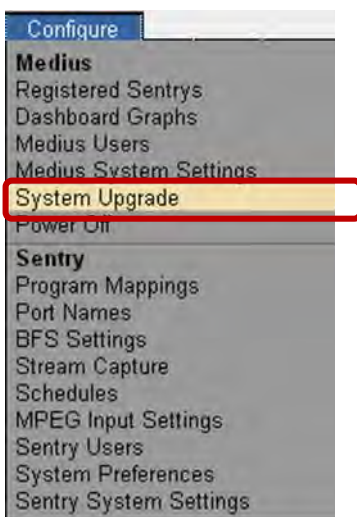 Configure
Medius
Registered Sentrys
Dashboard Graphs
Medius Users
Medius System Settings
System Upgrade
Power Off
Sentry
Program Mappings
Port Names
BFS Settings
Stream Capture
Schedules
MPEG Input Settings
Sentry Users
System Preferences
Sentry System Settings